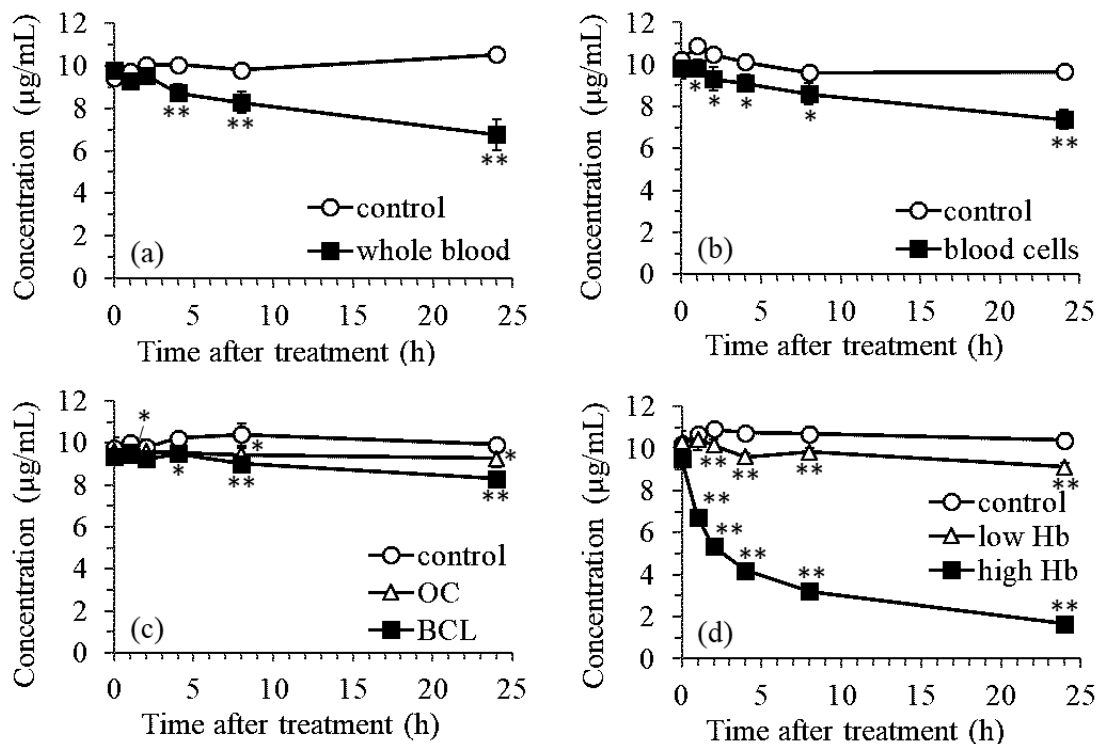 Concentration (µg/mL)
12
10
8
6
4
2
0
**
**
**
control
whole blood
(a)
0 5 10 15 20 25
Time after treatment (h)
Concentration (µg/mL)
12
10
8
6
4
2
0
*
*
*
*
**
control
blood cells
(b)
0 5 10 15 20 25
Time after treatment (h)
Concentration (µg/mL)
12
10
8
6
4
2
0
*
*
*
*
**
**
control
OC
BCL
(c)
0 5 10 15 20 25
Time after treatment (h)
Concentration (µg/mL)
12
10
8
6
4
2
0
**
**
**
**
**
**
**
**
**
control
low Hb
high Hb
(d)
0 5 10 15 20 25
Time after treatment (h)